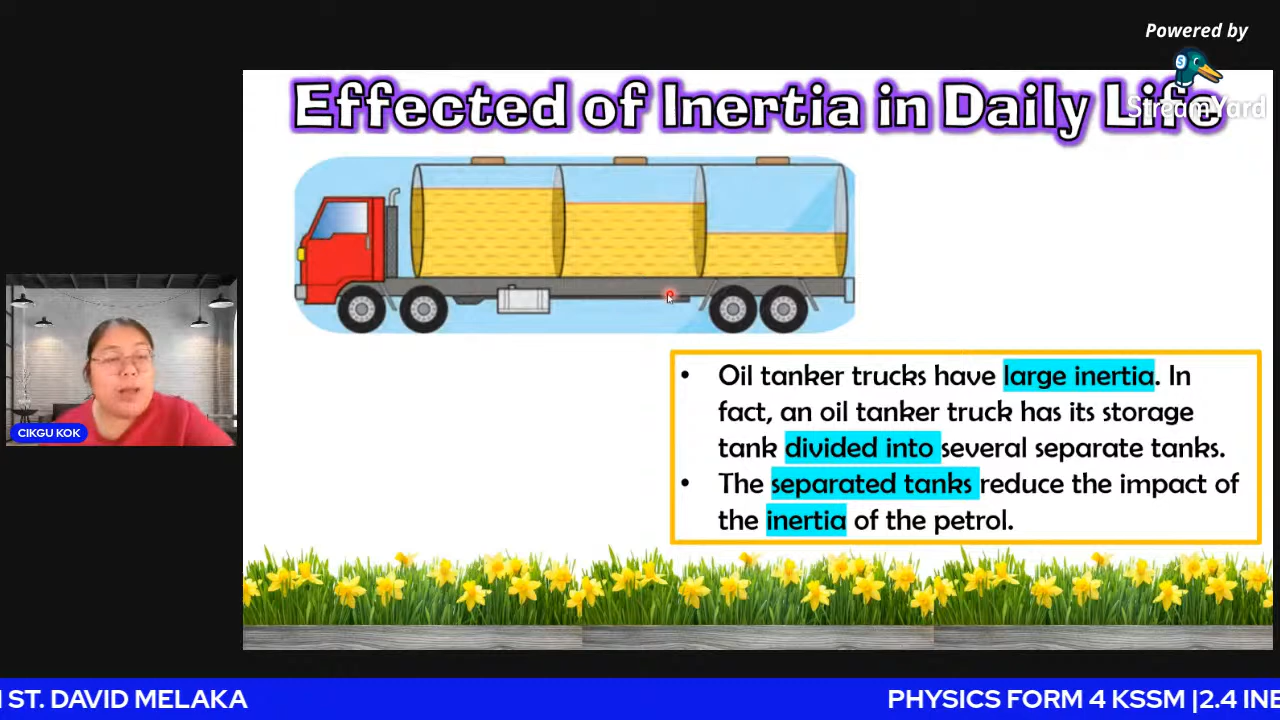 Powered by
StreamYard
Effected of Inertia in Daily Life
• Oil tanker trucks have large inertia. In
fact, an oil tanker truck has its storage
tank divided into several separate tanks.
• The separated tanks reduce the impact of
the inertia of the petrol.
CIKGU KOK
ST. DAVID MELAKA
PHYSICS FORM 4 KSSM |2.4 INE